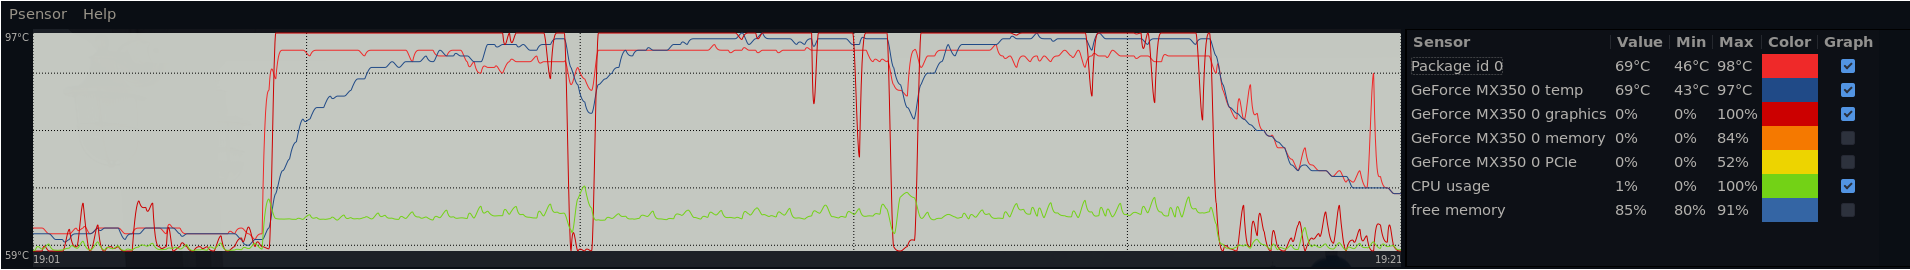 Psensor Help
97°C
59°C
19:01 19:21
Sensor Value Min Max Color Graph
Package id 0 69°C 46°C 98°C
GeForce MX350 0 temp 69°C 43°C 97°C
GeForce MX350 0 graphics 0% 0% 100%
GeForce MX350 0 memory 0% 0% 84%
GeForce MX350 0 PCIe 0% 0% 52%
CPU usage 1% 0% 100%
free memory 85% 80% 91%